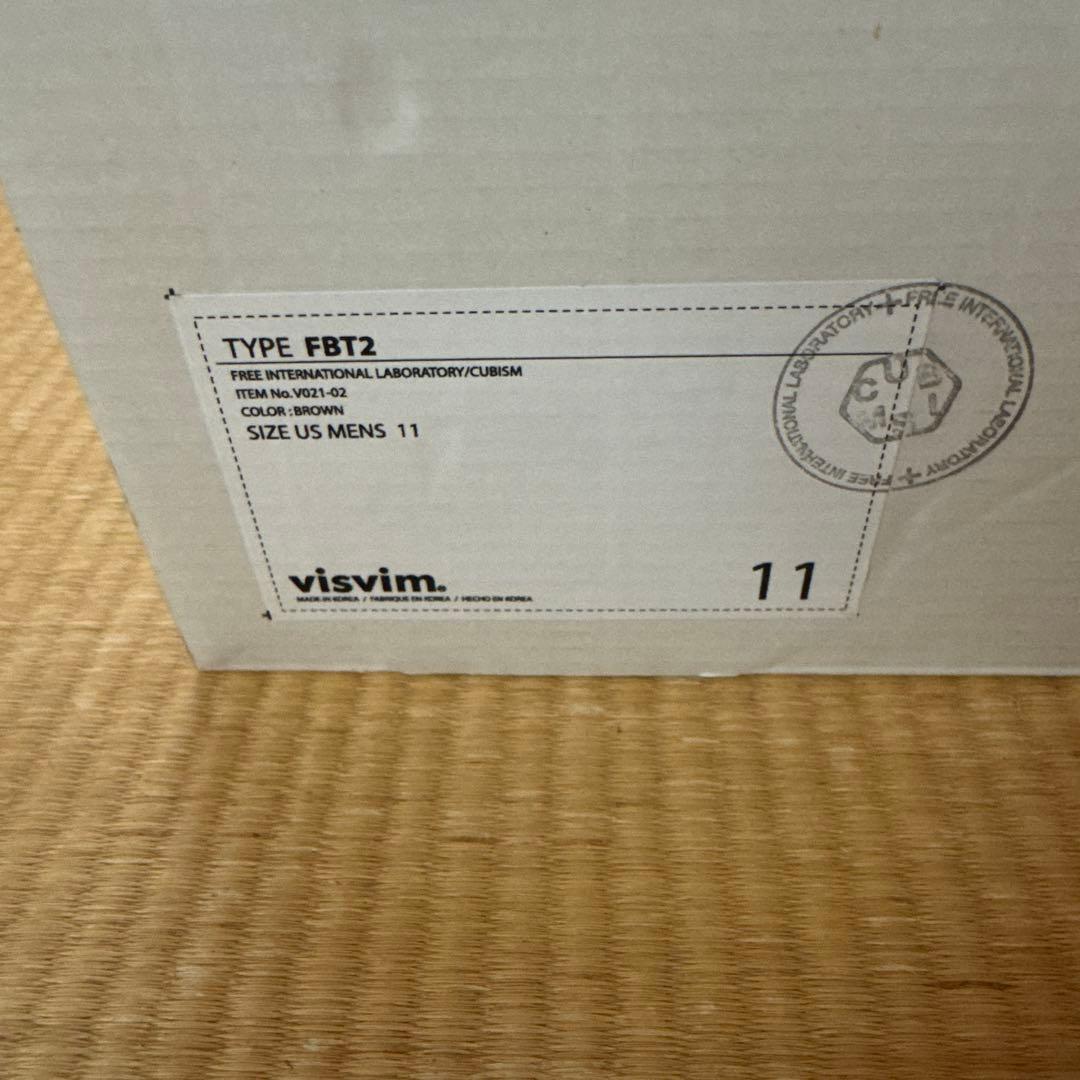 TYPE FBT2
FREE INTERNATIONAL LABORATORY/CUBISM
ITEM No.V021-02
COLOR : BROWN
SIZE US MENS 11
visvim.
MADE IN KOREA / FABRIQUE EN KOREA / HECHO EN KOREA
11
FREE INTERNATIONAL LABORATORY + FREE INTERNATIONAL LABORATORY +
CUBISM